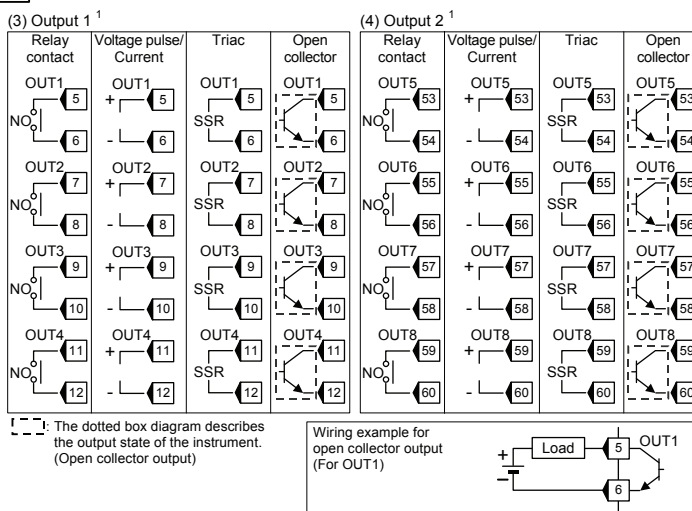 (3) Output 1 1
Relay contact
Voltage pulse/ Current
Triac
Open collector
OUT1 OUT1 OUT1 OUT1
5 + 5 5 5
NO SSR
6 - 6 6 6
OUT2 OUT2 OUT2 OUT2
7 + 7 7 7
NO SSR
8 - 8 8 8
OUT3 OUT3 OUT3 OUT3
9 + 9 9 9
NO SSR
10 - 10 10 10
OUT4 OUT4 OUT4 OUT4
11 + 11 11 11
NO SSR
12 - 12 12 12
(4) Output 2 1
Relay contact
Voltage pulse/ Current
Triac
Open collector
OUT5 OUT5 OUT5 OUT5
53 + 53 53 53
NO SSR
54 - 54 54 54
OUT6 OUT6 OUT6 OUT6
55 + 55 55 55
NO SSR
56 - 56 56 56
OUT7 OUT7 OUT7 OUT7
57 + 57 57 57
NO SSR
58 - 58 58 58
OUT8 OUT8 OUT8 OUT8
59 + 59 59 59
NO SSR
60 - 60 60 60
: The dotted box diagram describes
the output state of the instrument.
(Open collector output)
Wiring example for
open collector output
(For OUT1)
+ Load 5 OUT1
- 6